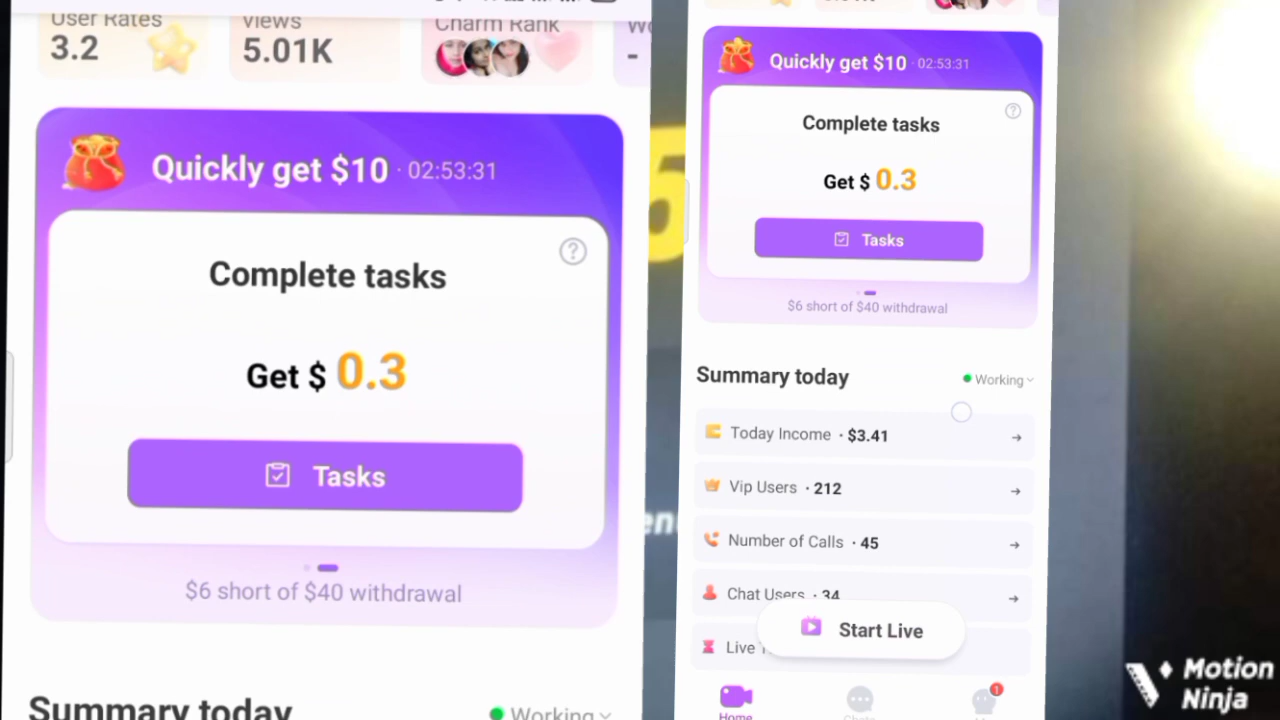 User Rates
3.2
Views
5.01K
Charm Rank
-
Quickly get $10 · 02:53:31
Complete tasks
Get $ 0.3
Tasks
$6 short of $40 withdrawal
Summary today
Working
Quickly get $10 · 02:53:31
Complete tasks
Get $ 0.3
Tasks
$6 short of $40 withdrawal
Summary today
Working
Today Income · $3.41
Vip Users · 212
Number of Calls · 45
Chat Users · 34
Live
Start Live
Home
1
Motion
Ninja